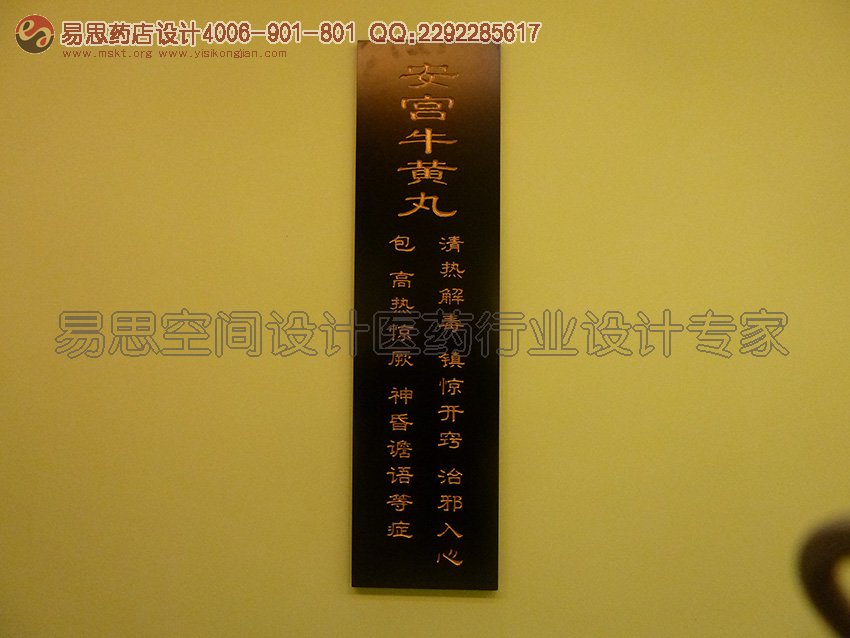 易思药店设计4006-901-801 QQ:2292285617
www.mskt.org www.yisikongjian.com
安宫牛黄丸
清热解毒 镇惊开窍 治邪入心
包 高热惊厥 神昏谵语等症
易思空间设计医药行业设计专家